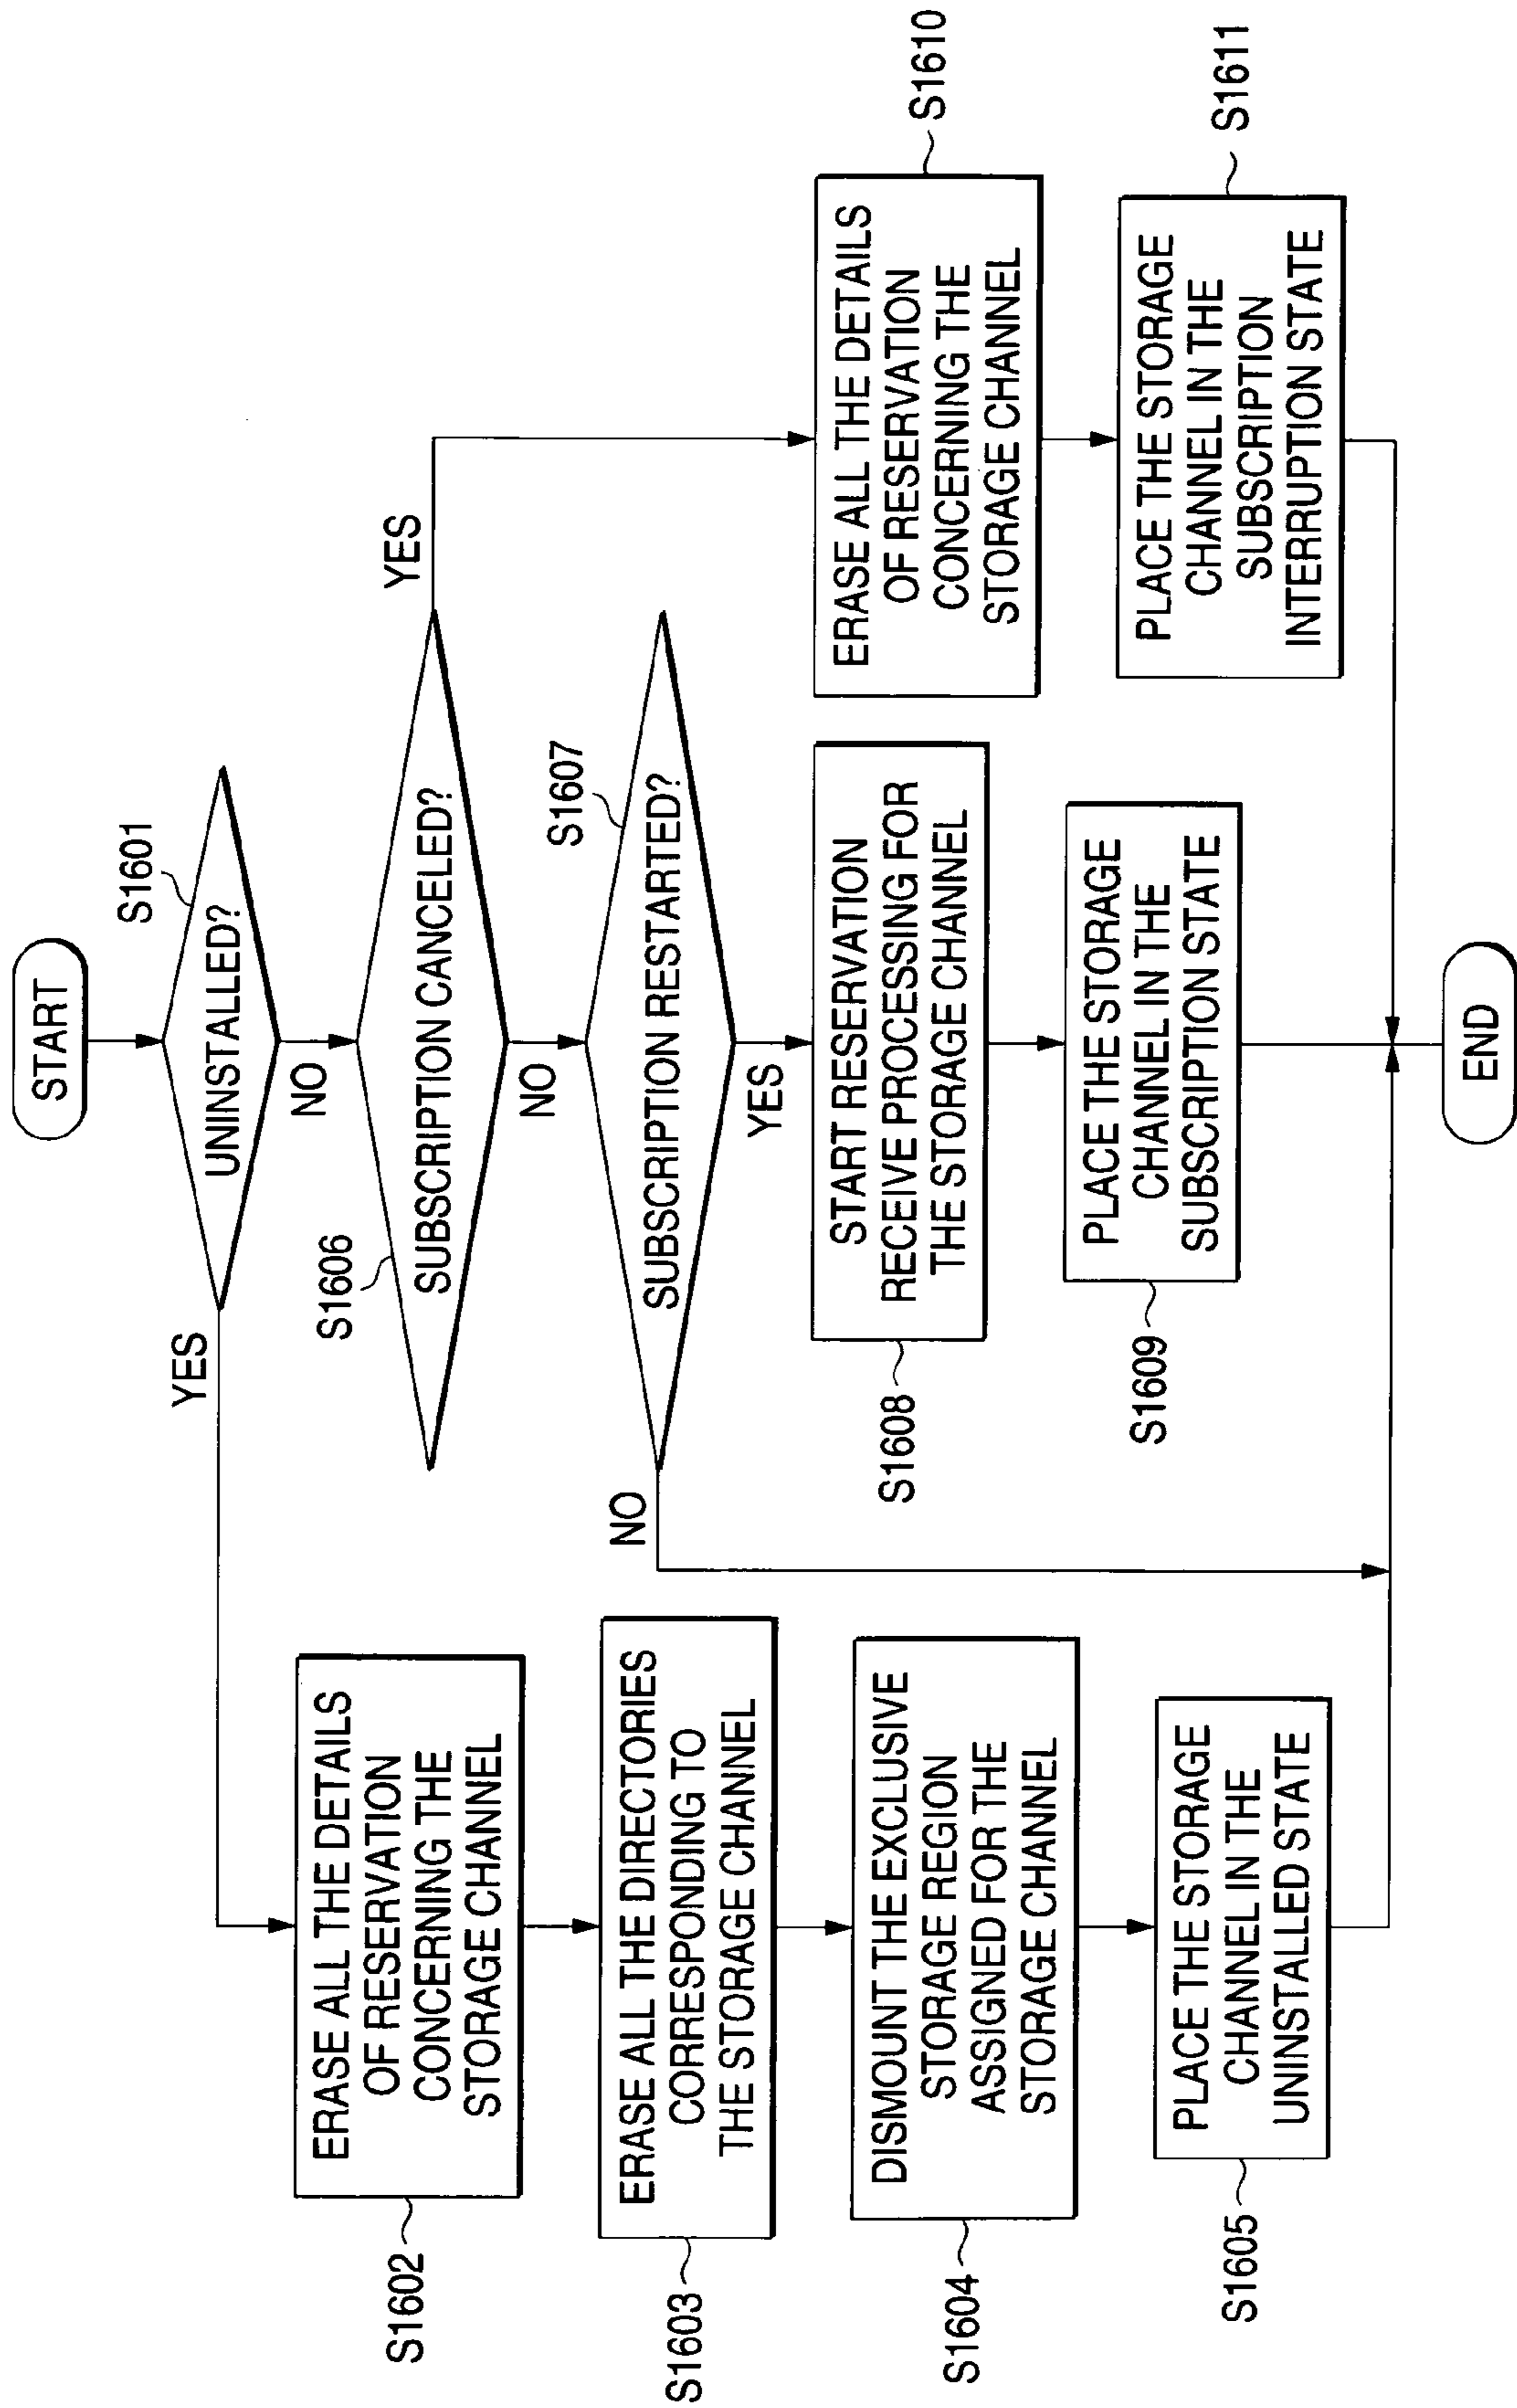 START
S1601
UNINSTALLED?
YES
NO
S1606
SUBSCRIPTION CANCELED?
YES
NO
S1607
SUBSCRIPTION RESTARTED?
NO
YES
S1602
ERASE ALL THE DETAILS
OF RESERVATION
CONCERNING THE
STORAGE CHANNEL
S1603
ERASE ALL THE DIRECTORIES
CORRESPONDING TO
THE STORAGE CHANNEL
S1604
DISMOUNT THE EXCLUSIVE
STORAGE REGION
ASSIGNED FOR THE
STORAGE CHANNEL
S1605
PLACE THE STORAGE
CHANNEL IN THE
UNINSTALLED STATE
S1608
START RESERVATION
RECEIVE PROCESSING FOR
THE STORAGE CHANNEL
S1609
PLACE THE STORAGE
CHANNEL IN THE
SUBSCRIPTION STATE
S1610
ERASE ALL THE DETAILS
OF RESERVATION
CONCERNING THE
STORAGE CHANNEL
S1611
PLACE THE STORAGE
CHANNEL IN THE
SUBSCRIPTION
INTERRUPTION STATE
END